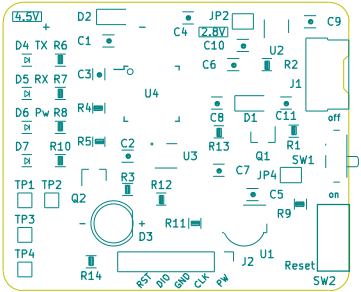 4.5V D2 C4 JP2 C9
+ -
2.8V
D4 TX R6 C1 C10 U2
C6 R2 J1
D5 RX R7 C3
U4
D6 Pw R8 R4
C8 D1 C11 off
D7 R10 R5 C2 R13 R1
U3 Q1 SW1
TP1 TP2 R3 C7 JP4
Q2 R12 C5 on
R9
TP3 - + R11
D3
TP4 J2 U1 Reset
R14 RST DIO GND CLK PW SW2